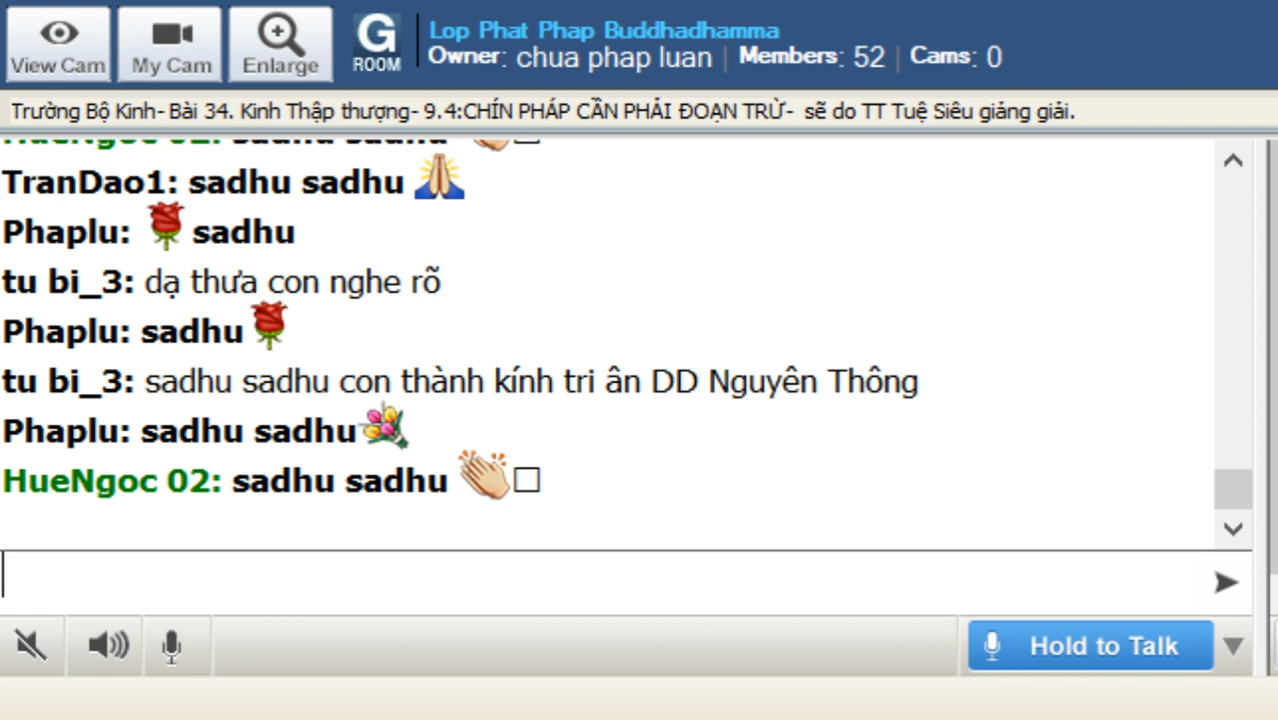 View Cam
My Cam
Enlarge
G
ROOM
Lop Phat Phap Buddhadhamma
Owner: chua phap luan | Members: 52 | Cams: 0
Trường Bộ Kinh- Bài 34. Kinh Thập thượng- 9.4:CHÍN PHÁP CẦN PHẢI ĐOẠN TRỪ- sẽ do TT Tuệ Siêu giảng giải.
HueNgoc 02: sadhu sadhu
TranDao1: sadhu sadhu 🙏
Phaplu: 🌹 sadhu
tu bi_3: dạ thưa con nghe rõ
Phaplu: sadhu🌹
tu bi_3: sadhu sadhu con thành kính tri ân DD Nguyên Thông
Phaplu: sadhu sadhu💐
HueNgoc 02: sadhu sadhu 👏□
Hold to Talk